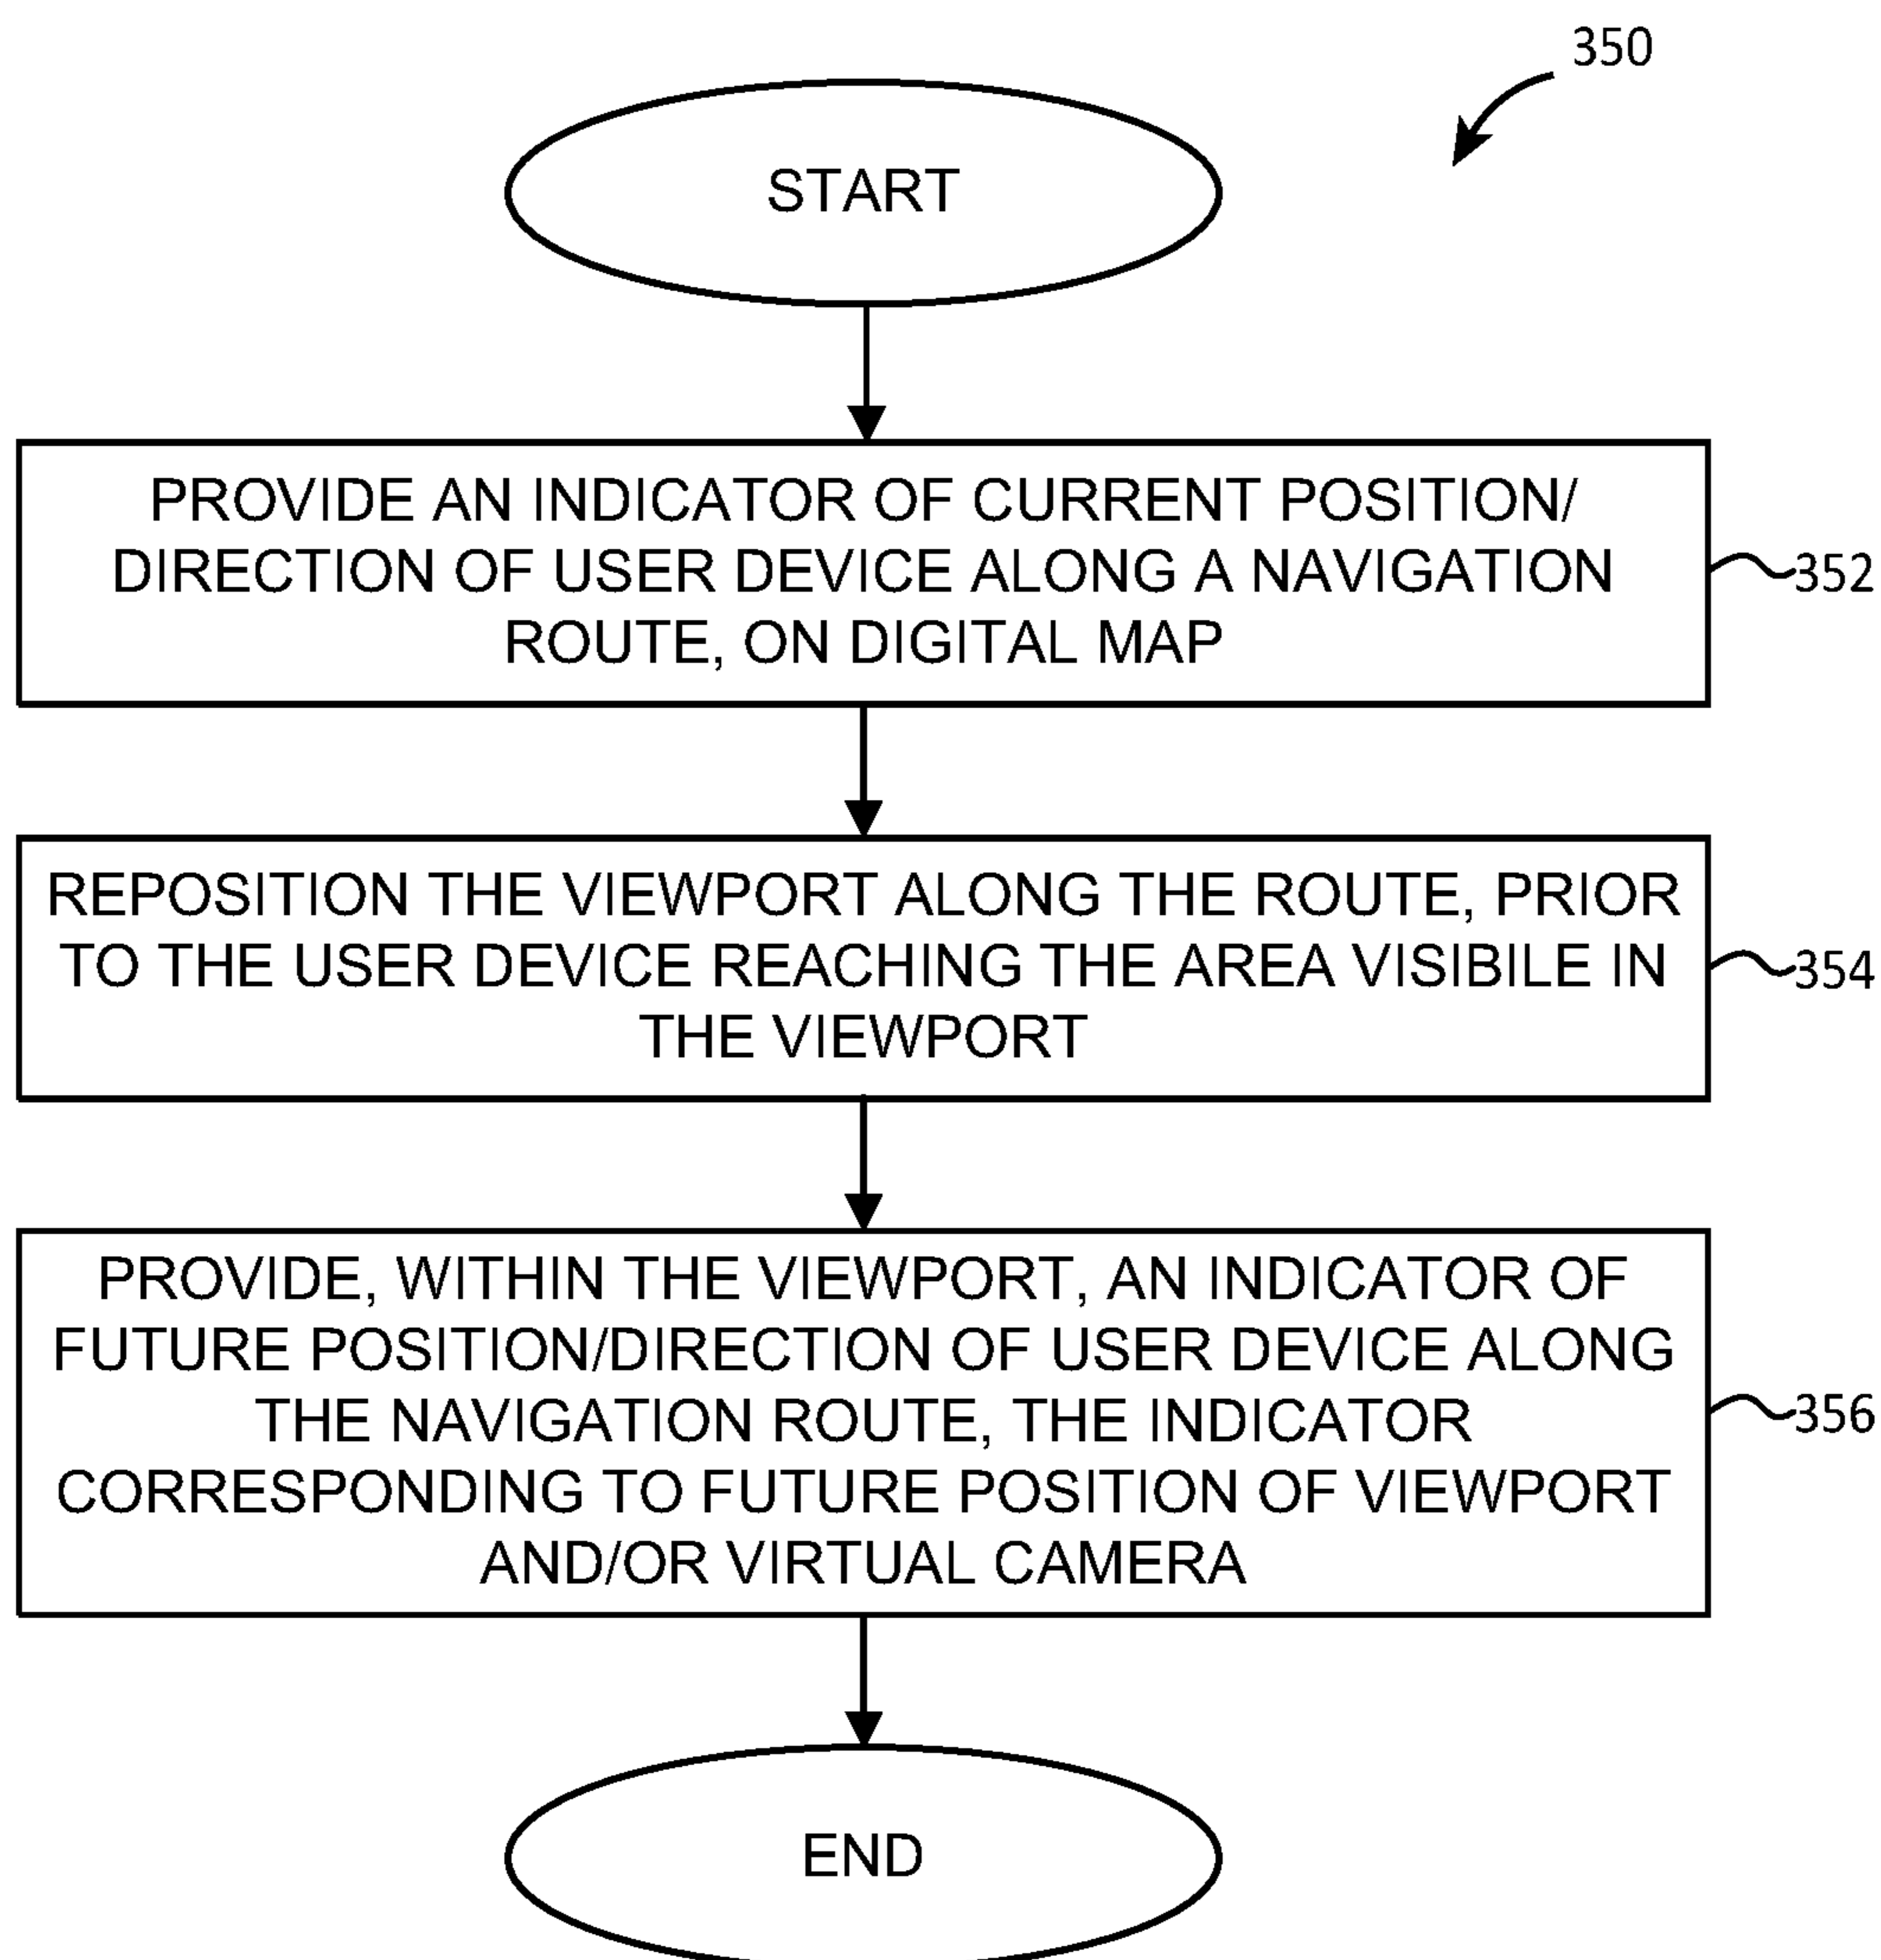 350
START
PROVIDE AN INDICATOR OF CURRENT POSITION/
DIRECTION OF USER DEVICE ALONG A NAVIGATION
ROUTE, ON DIGITAL MAP
352
REPOSITION THE VIEWPORT ALONG THE ROUTE, PRIOR
TO THE USER DEVICE REACHING THE AREA VISIBILE IN
THE VIEWPORT
354
PROVIDE, WITHIN THE VIEWPORT, AN INDICATOR OF
FUTURE POSITION/DIRECTION OF USER DEVICE ALONG
THE NAVIGATION ROUTE, THE INDICATOR
CORRESPONDING TO FUTURE POSITION OF VIEWPORT
AND/OR VIRTUAL CAMERA
356
END